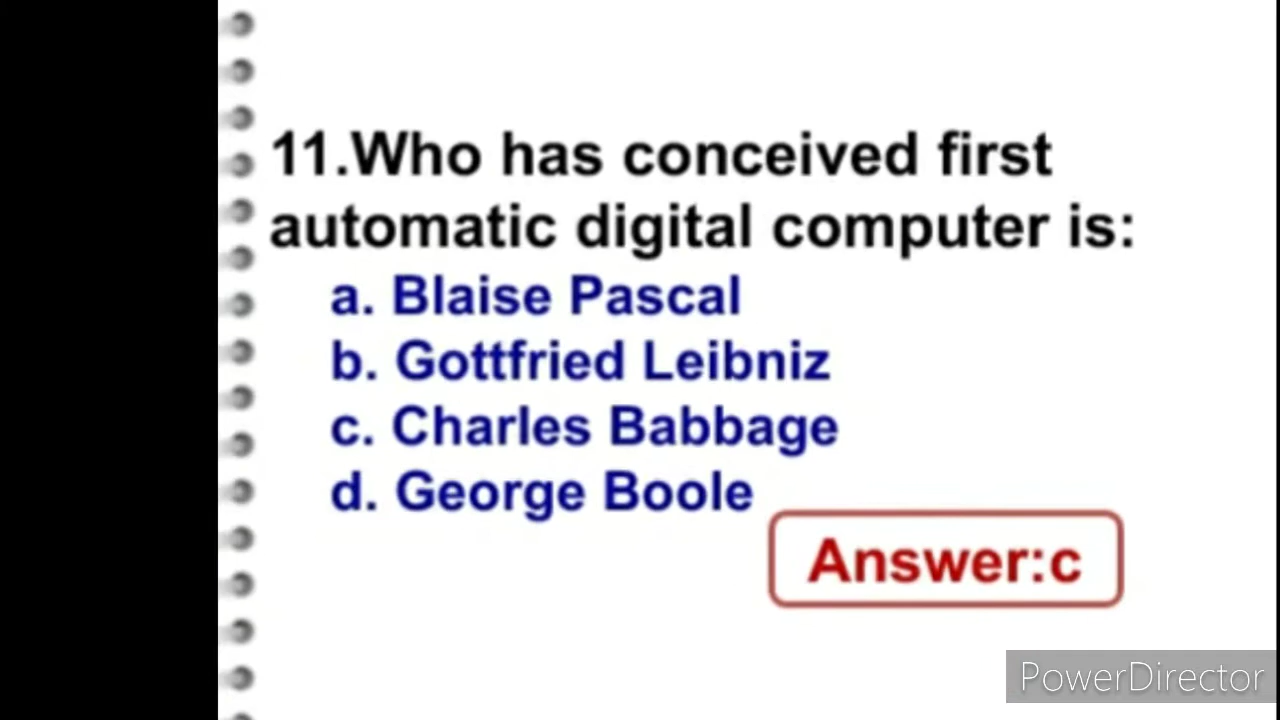 11.Who has conceived first
automatic digital computer is:
a. Blaise Pascal
b. Gottfried Leibniz
c. Charles Babbage
d. George Boole
Answer:c
PowerDirector